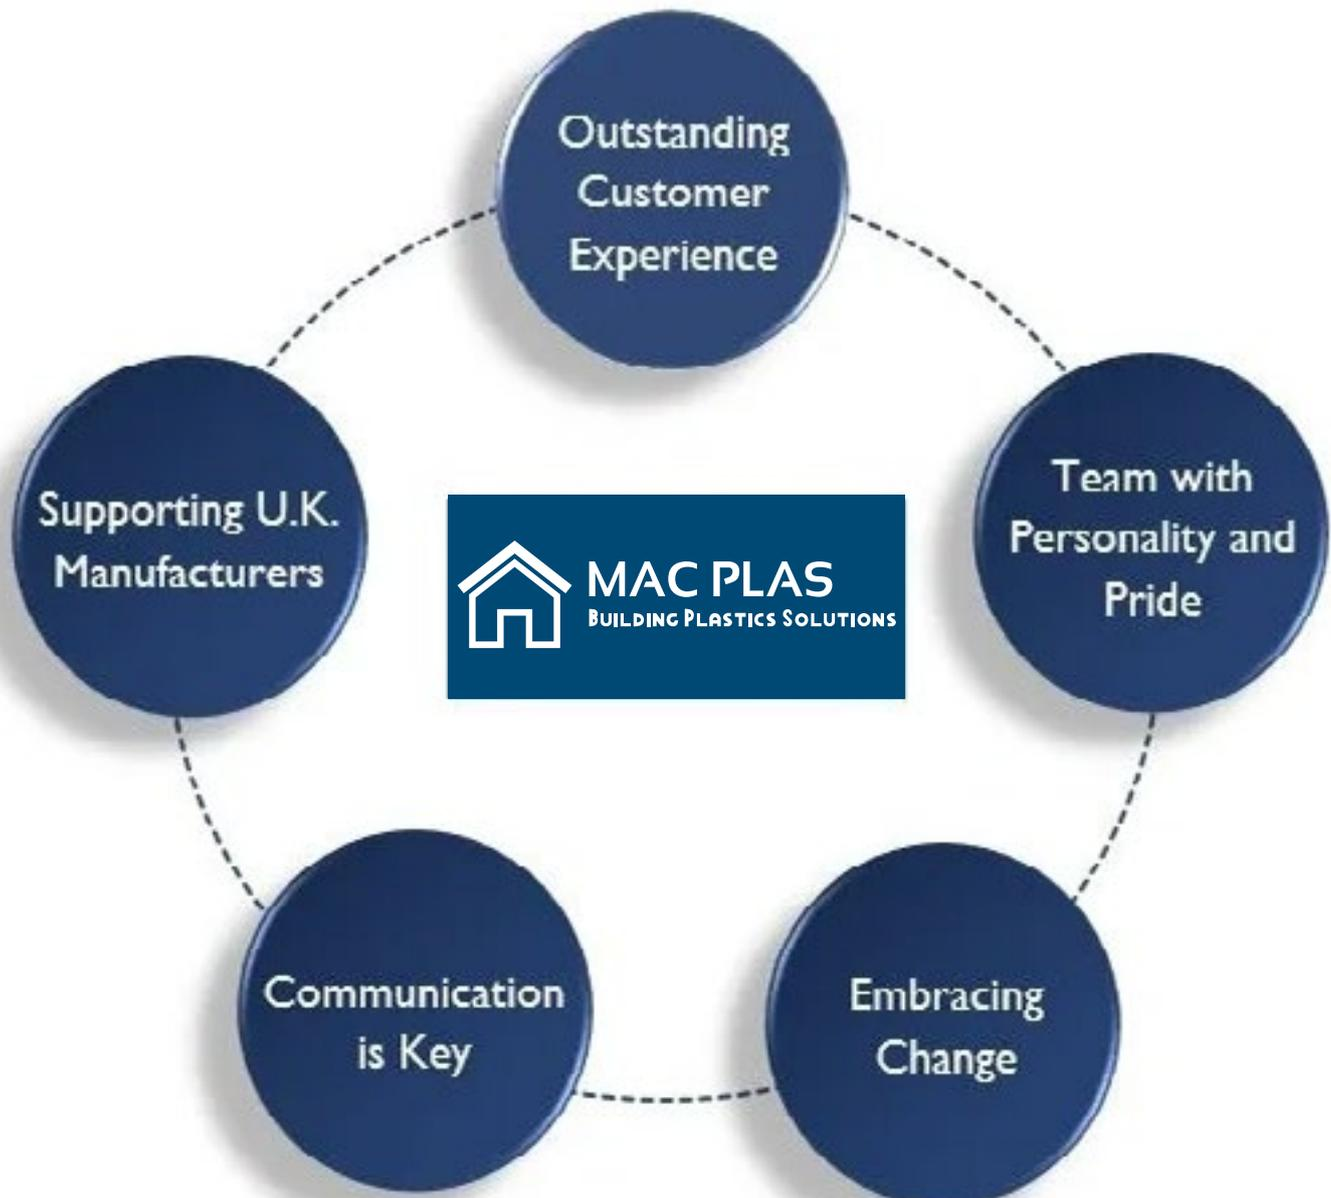 Outstanding
Customer
Experience
Team with
Personality and
Pride
Embracing
Change
Communication
is Key
Supporting U.K.
Manufacturers
MAC PLAS
BUILDING PLASTICS SOLUTIONS